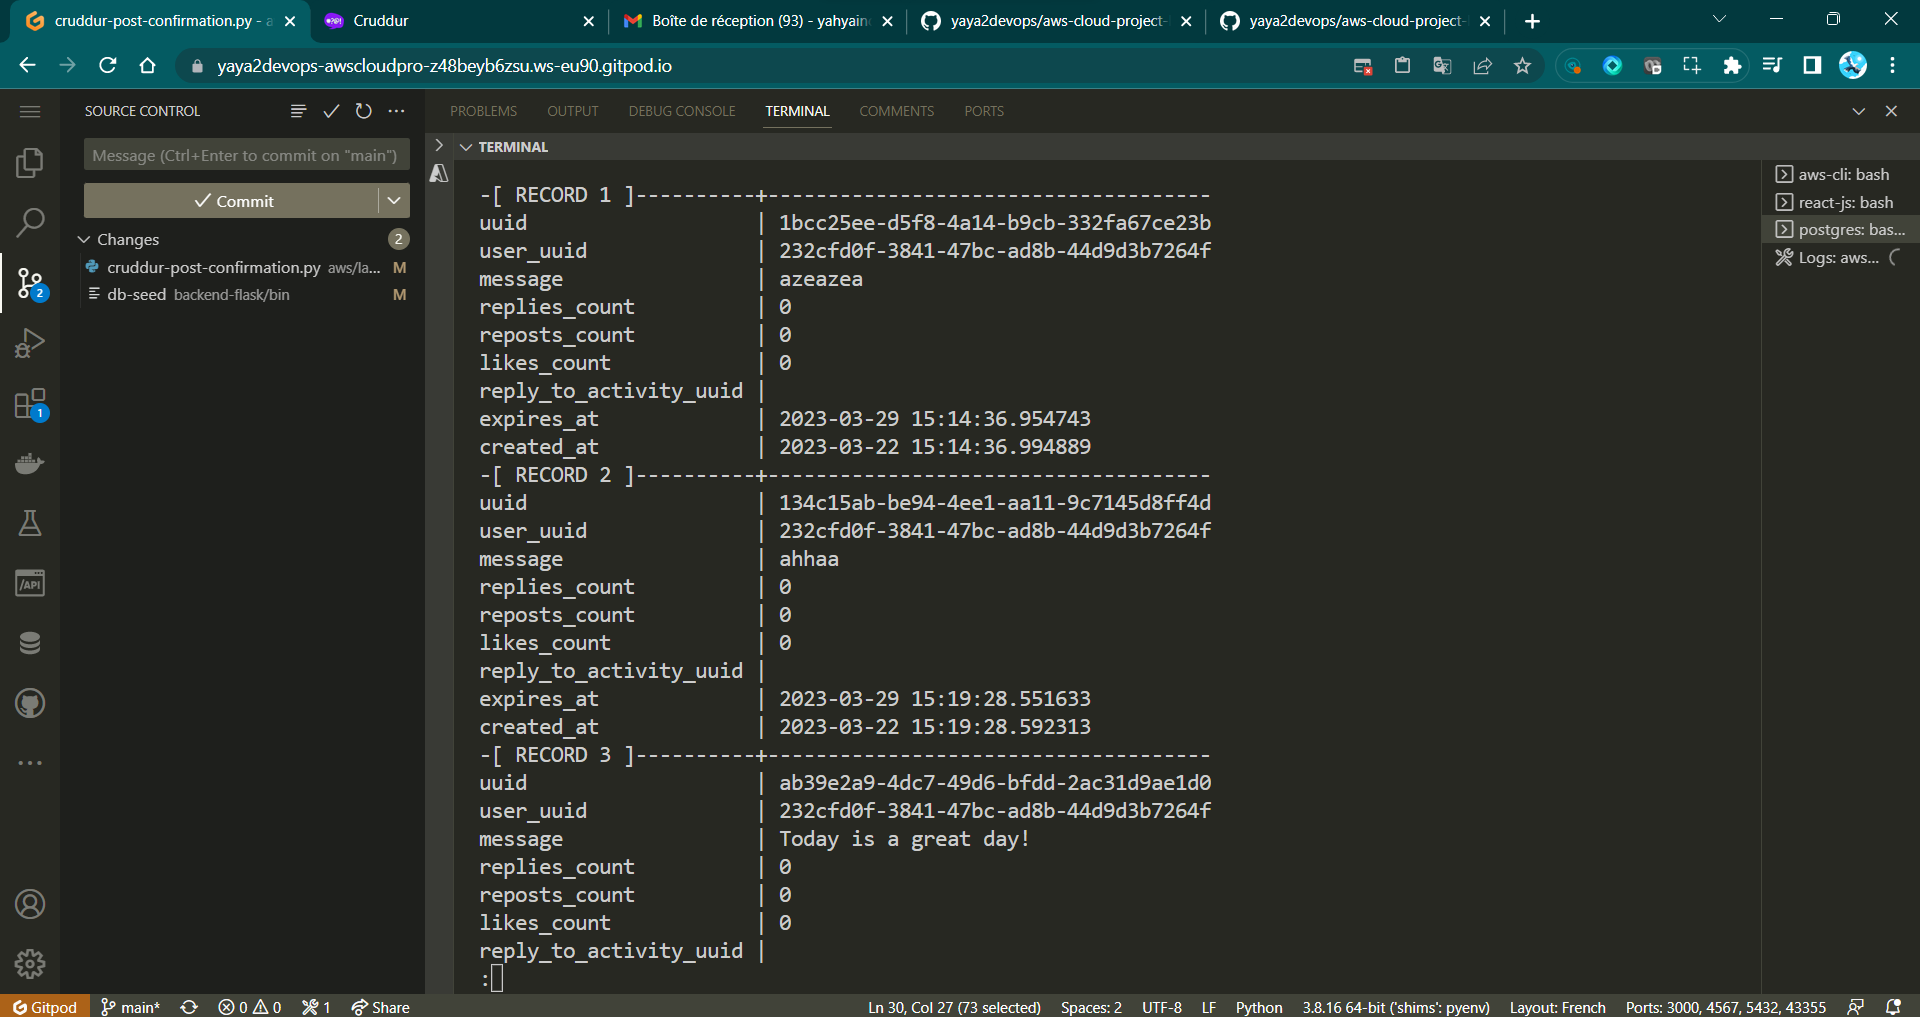 cruddur-post-confirmation.py - a
Cruddur
Boîte de réception (93) - yahyain
yaya2devops/aws-cloud-project-
yaya2devops/aws-cloud-project-
yaya2devops-awscloudpro-z48beyb6zsu.ws-eu90.gitpod.io
SOURCE CONTROL
Message (Ctrl+Enter to commit on "main")
Commit
Changes
2
cruddur-post-confirmation.py aws/la... M
db-seed backend-flask/bin M
2
1
/API
PROBLEMS OUTPUT DEBUG CONSOLE TERMINAL COMMENTS PORTS
TERMINAL
-[ RECORD 1 ]----------+-------------------------------------
uuid | 1bcc25ee-d5f8-4a14-b9cb-332fa67ce23b
user_uuid | 232cfd0f-3841-47bc-ad8b-44d9d3b7264f
message | azeazea
replies_count | 0
reposts_count | 0
likes_count | 0
reply_to_activity_uuid |
expires_at | 2023-03-29 15:14:36.954743
created_at | 2023-03-22 15:14:36.994889
-[ RECORD 2 ]----------+-------------------------------------
uuid | 134c15ab-be94-4ee1-aa11-9c7145d8ff4d
user_uuid | 232cfd0f-3841-47bc-ad8b-44d9d3b7264f
message | ahhaa
replies_count | 0
reposts_count | 0
likes_count | 0
reply_to_activity_uuid |
expires_at | 2023-03-29 15:19:28.551633
created_at | 2023-03-22 15:19:28.592313
-[ RECORD 3 ]----------+-------------------------------------
uuid | ab39e2a9-4dc7-49d6-bfdd-2ac31d9ae1d0
user_uuid | 232cfd0f-3841-47bc-ad8b-44d9d3b7264f
message | Today is a great day!
replies_count | 0
reposts_count | 0
likes_count | 0
reply_to_activity_uuid |
:
aws-cli: bash
react-js: bash
postgres: bas...
Logs: aws...
Gitpod main* 0 0 1 Share Ln 30, Col 27 (73 selected) Spaces: 2 UTF-8 LF Python 3.8.16 64-bit ('shims': pyenv) Layout: French Ports: 3000, 4567, 5432, 43355